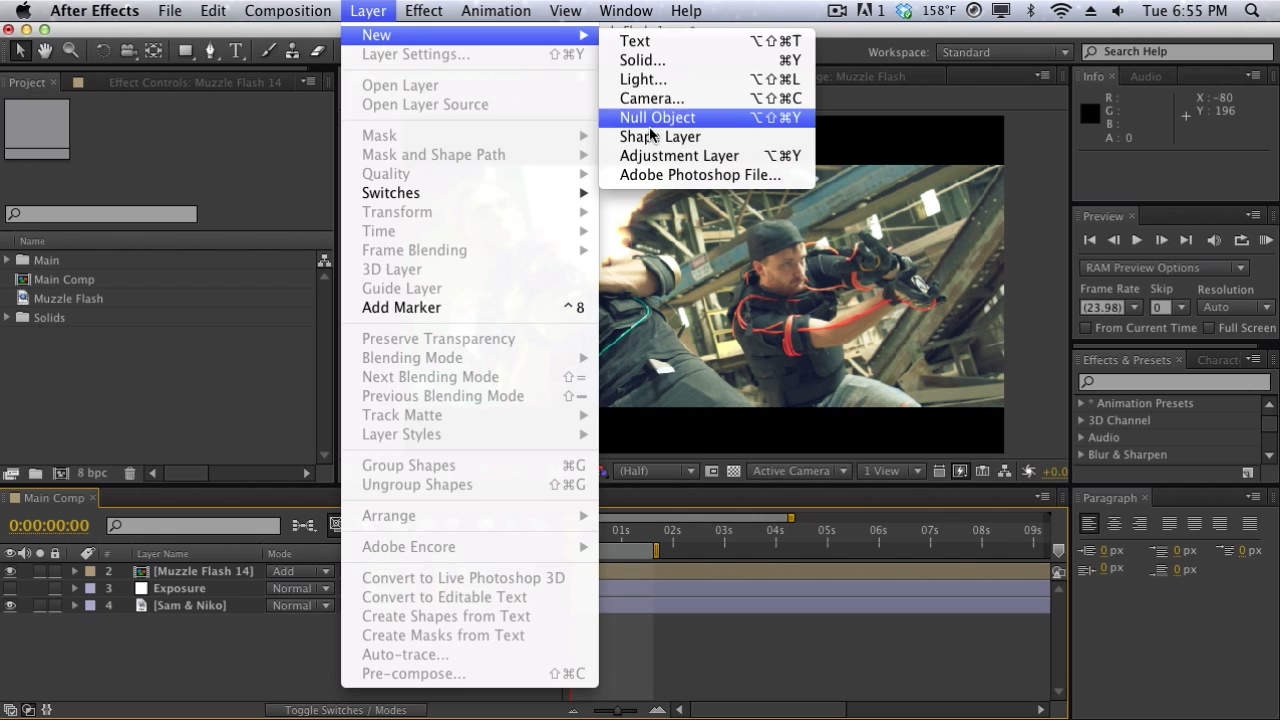 After Effects File Edit Composition Layer Effect Animation View Window Help 1 158°F Tue 6:55 PM
Workspace: Standard Search Help
Project × Effect Controls: Muzzle Flash 14
Name
Main
Main Comp
Muzzle Flash
Solids
8 bpc
New
Layer Settings... ⇧⌘Y
Open Layer
Open Layer Source
Mask
Mask and Shape Path
Quality
Switches
Transform
Time
Frame Blending
3D Layer
Guide Layer
Add Marker ^ 8
Preserve Transparency
Blending Mode
Next Blending Mode ⇧=
Previous Blending Mode ⇧−
Track Matte
Layer Styles
Group Shapes ⌘G
Ungroup Shapes ⇧⌘G
Arrange
Adobe Encore
Convert to Live Photoshop 3D
Convert to Editable Text
Create Shapes from Text
Create Masks from Text
Auto-trace...
Pre-compose... ⇧⌘C
Text ⌥⇧⌘T
Solid... ⌘Y
Light... ⌥⇧⌘L
Camera... ⌥⇧⌘C
Null Object ⌥⇧⌘Y
Shape Layer
Adjustment Layer ⌥⌘Y
Adobe Photoshop File...
ge: Muzzle Flash
(Half) Active Camera 1 View +0.0
Info × Audio
R :
G :
B :
A : 0
X : -80
Y : 196
Preview ×
RAM Preview Options
Frame Rate Skip Resolution
(23.98) 0 Auto
From Current Time Full Screen
Effects & Presets × Charact
* Animation Presets
3D Channel
Audio
Blur & Sharpen
Paragraph ×
0 px 0 px 0 px
0 px 0 px
Main Comp ×
0:00:00:00
01s 02s 03s 04s 05s 06s 07s 08s 09s
# Layer Name Mode
2 [Muzzle Flash 14] Add
3 Exposure Normal
4 [Sam & Niko] Normal
Toggle Switches / Modes